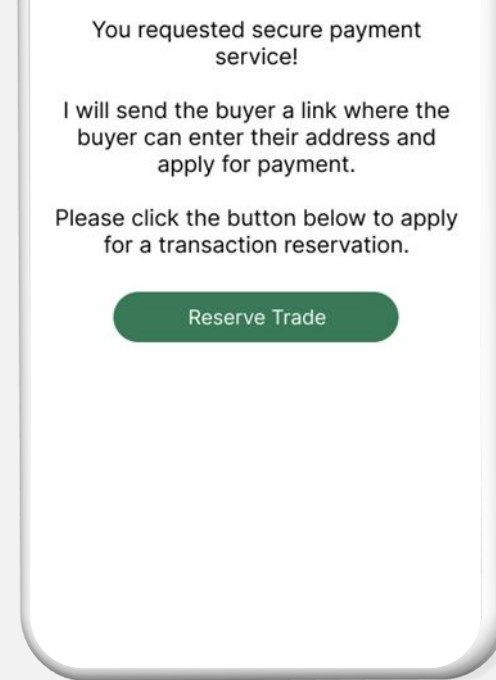 You requested secure payment
service!
I will send the buyer a link where the
buyer can enter their address and
apply for payment.
Please click the button below to apply
for a transaction reservation.
Reserve Trade